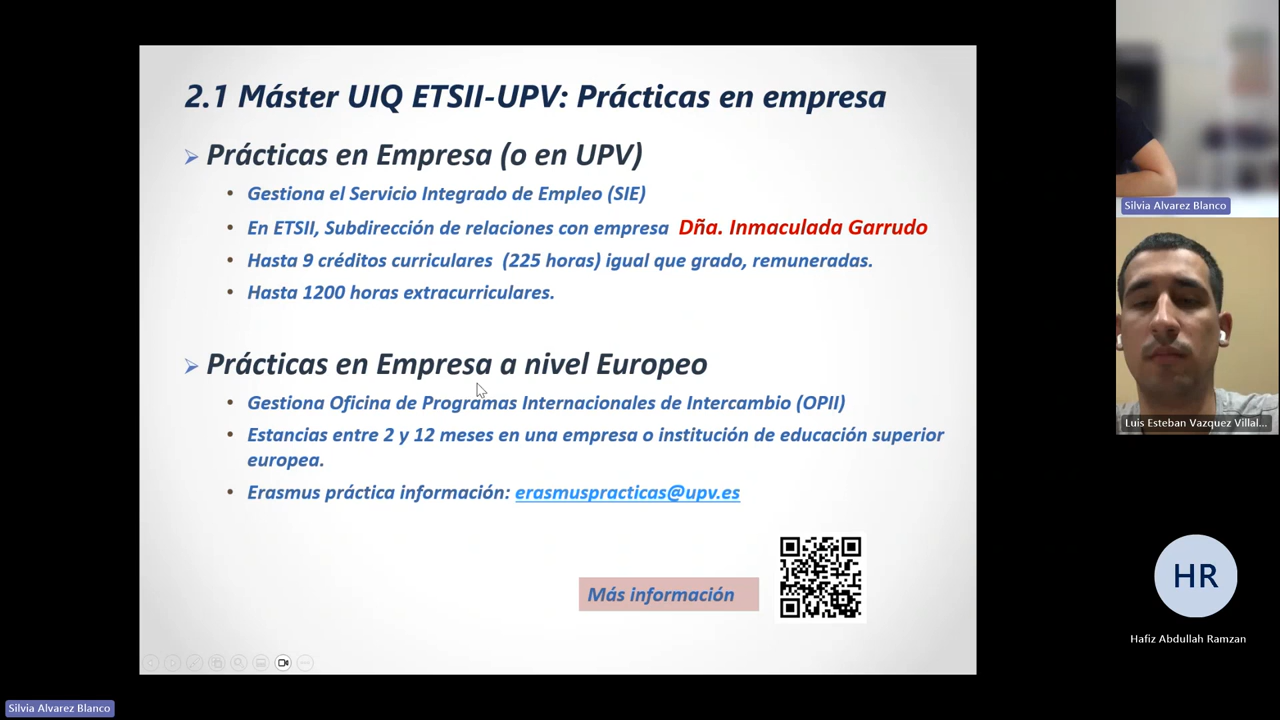 2.1 Máster UIQ ETSII-UPV: Prácticas en empresa
Prácticas en Empresa (o en UPV)
Gestiona el Servicio Integrado de Empleo (SIE)
En ETSII, Subdirección de relaciones con empresa Dña. Inmaculada Garrudo
Hasta 9 créditos curriculares (225 horas) igual que grado, remuneradas.
Hasta 1200 horas extracurriculares.
Prácticas en Empresa a nivel Europeo
Gestiona Oficina de Programas Internacionales de Intercambio (OPII)
Estancias entre 2 y 12 meses en una empresa o institución de educación superior
europea.
Erasmus práctica información: erasmuspracticas@upv.es
Más información
Silvia Alvarez Blanco
Luis Esteban Vazquez Villal...
HR
Hafiz Abdullah Ramzan
Silvia Alvarez Blanco